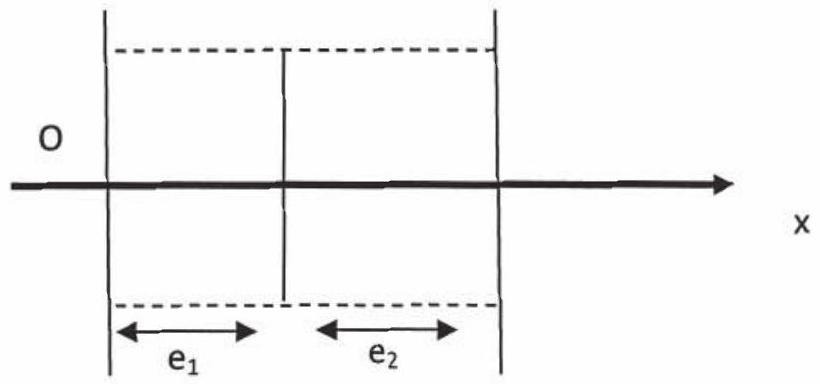 O
x
e₁
e₂